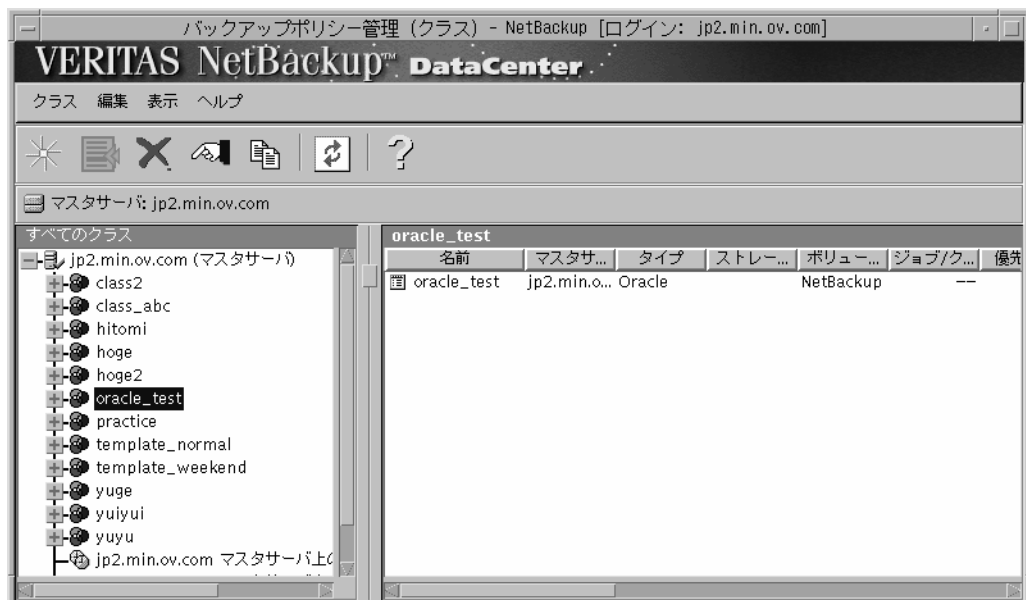 バックアップポリシー管理 (クラス) - NetBackup [ログイン: jp2.min.ov.com]
VERITAS NetBackup™ DataCenter
クラス 編集 表示 ヘルプ
マスタサーバ: jp2.min.ov.com
すべてのクラス
jp2.min.ov.com (マスタサーバ)
class2
class_abc
hitomi
hoge
hoge2
oracle_test
practice
template_normal
template_weekend
yuge
yuiyui
yuyu
jp2.min.ov.com マスタサーバ上の
oracle_test
名前 マスタサ... タイプ ストレー... ボリュー... ジョブ/ク... 優先
oracle_test jp2.min.o... Oracle NetBackup --